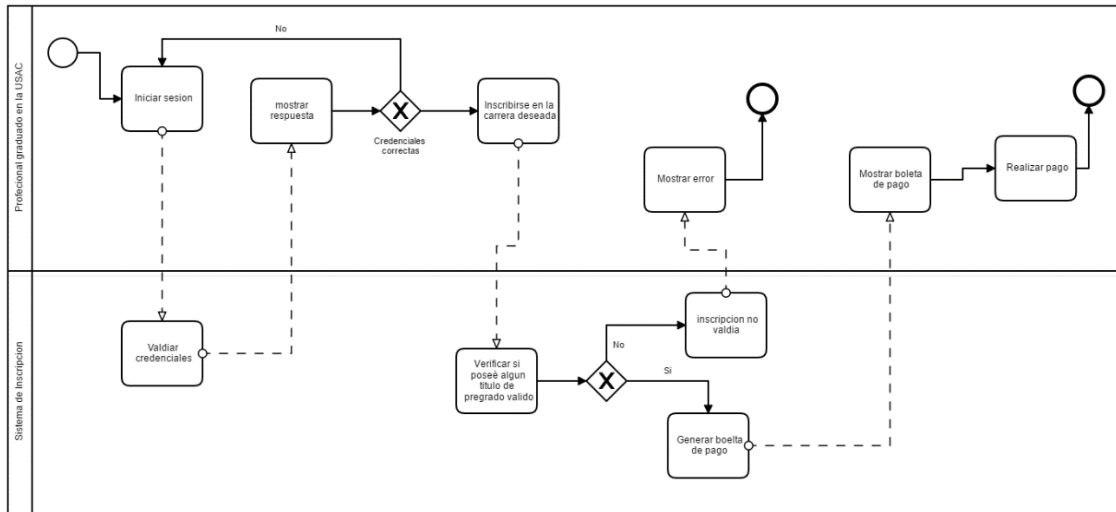 Profecional graduado en la USAC
No
Iniciar sesion
mostrar
respuesta
Credenciales
correctas
Inscribirse en la
carrera deseada
Mostrar error
Mostrar boleta
de pago
Realizar pago
Sistema de Inscripcion
Valdiar
credenciales
Verificar si
poseé algun
titulo de
pregrado valido
No
Si
inscripcion no
valdia
Generar boelta
de pago